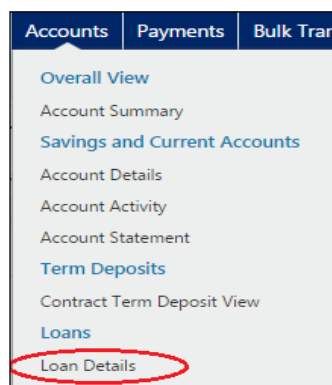 Accounts Payments Bulk Tran
Overall View
Account Summary
Savings and Current Accounts
Account Details
Account Activity
Account Statement
Term Deposits
Contract Term Deposit View
Loans
Loan Details